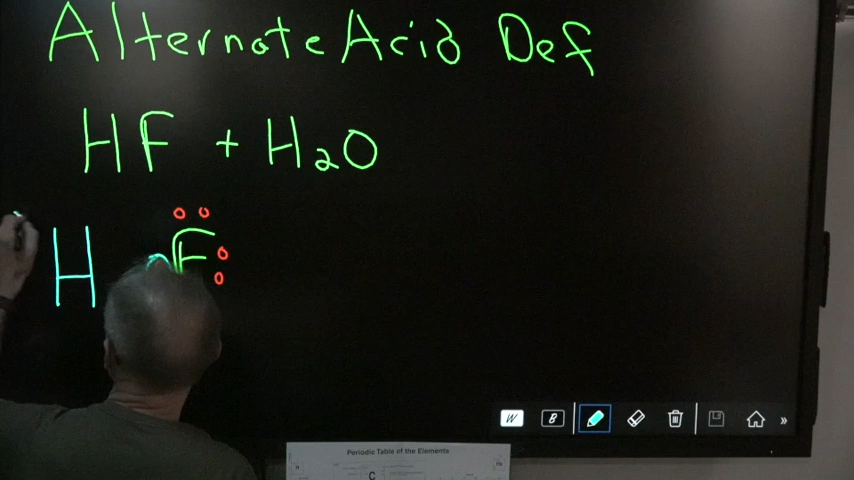 Alternate Acid Def
HF + H₂O
H F
W B
Periodic Table of the Elements
C